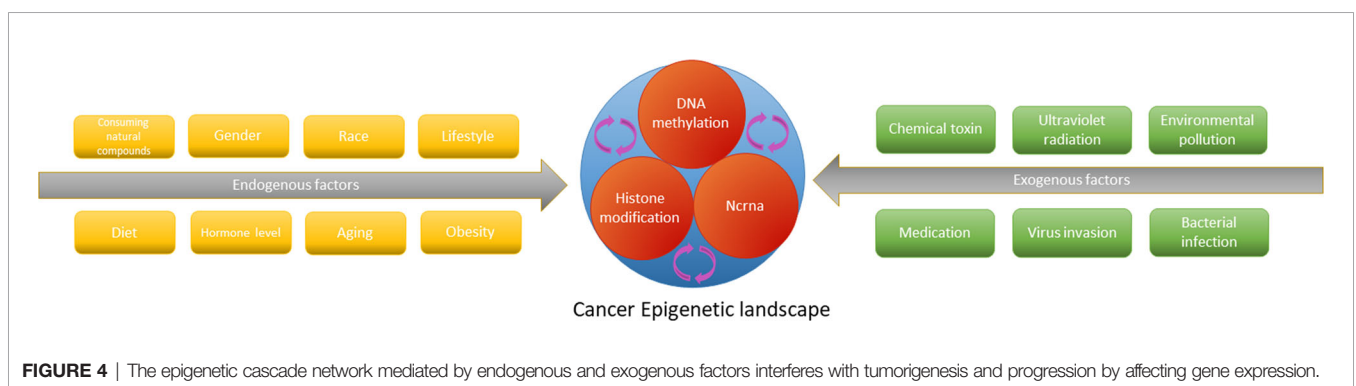 Consuming
natural
compounds
Gender
Race
Lifestyle
Endogenous factors
Diet
Hormone level
Aging
Obesity
DNA
methylation
Histone
modification
Ncrna
Cancer Epigenetic landscape
Chemical toxin
Ultraviolet
radiation
Environmental
pollution
Exogenous factors
Medication
Virus invasion
Bacterial
infection
FIGURE 4 | The epigenetic cascade network mediated by endogenous and exogenous factors interferes with tumorigenesis and progression by affecting gene expression.